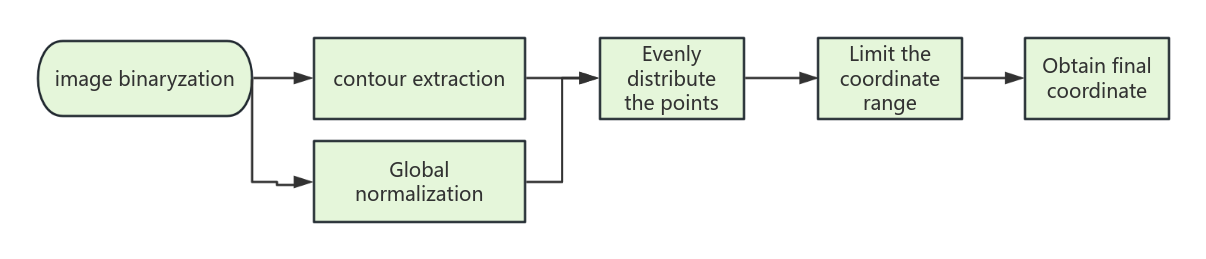 image binaryzation
contour extraction
Global
normalization
Evenly
distribute
the points
Limit the
coordinate
range
Obtain final
coordinate